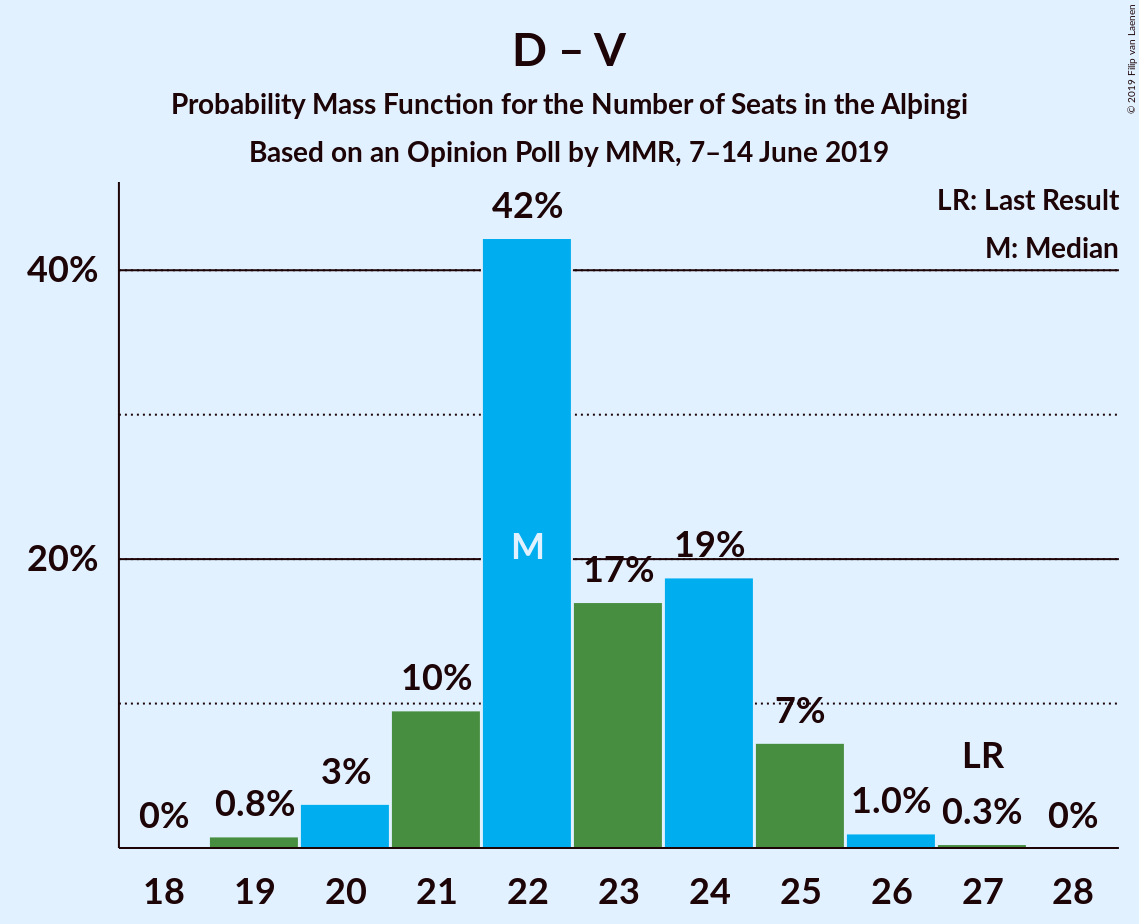 D – V
Probability Mass Function for the Number of Seats in the Alþingi
Based on an Opinion Poll by MMR, 7–14 June 2019
© 2019 Filip van Laenen
LR: Last Result
M: Median
42%
40%
M
20%
19%
17%
10%
7%
3%
LR
0%
0.8%
1.0%
0.3%
0%
18 19 20 21 22 23 24 25 26 27 28